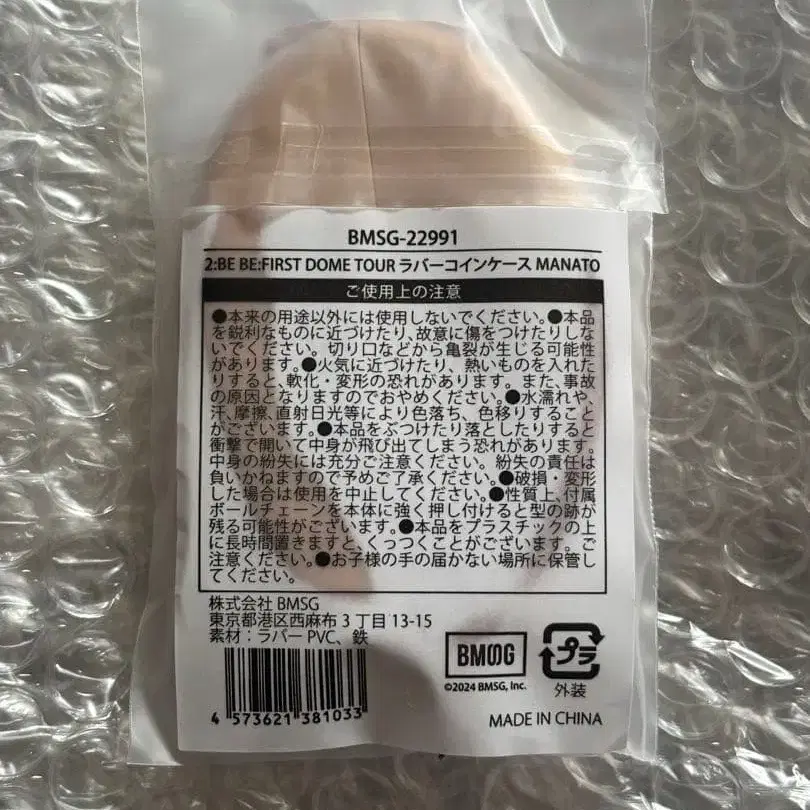 BMSG-22991
2:BE BE:FIRST DOME TOUR ラバーコインケース MANATO
ご使用上の注意
●本来の用途以外には使用しないでください。●本品
を鋭利なものに近づけたり、故意に傷をつけたりしな
いでください。切り口などから亀裂が生じる可能性
があります。●火気に近づけたり、熱いものを入れた
りすると、軟化・変形の恐れがあります。また、事故
の原因となりますのでおやめください。●水濡れや、
汗、摩擦、直射日光等により色落ち、色移りすること
がございます。●本品をぶつけたり落としたりすると
衝撃で開いて中身が飛び出てしまう恐れがあります。
中身の紛失には充分ご注意ください。紛失の責任は
負いかねますので予めご了承ください。●破損・変形
した場合は使用を中止してください。●性質上、付属
ボールチェーンを本体に強く押し付けると型の跡が
残る可能性がございます。●本品をプラスチックの上
に長時間置きますと、くっつくことがございます。ご
注意ください。●お子様の手の届かない場所に保管し
てください。
株式会社 BMSG
東京都港区西麻布 3 丁目 13-15
素材：ラバー PVC、鉄
4 573621 381033
BMSG
©2024 BMSG, Inc.
プラ
外装
MADE IN CHINA